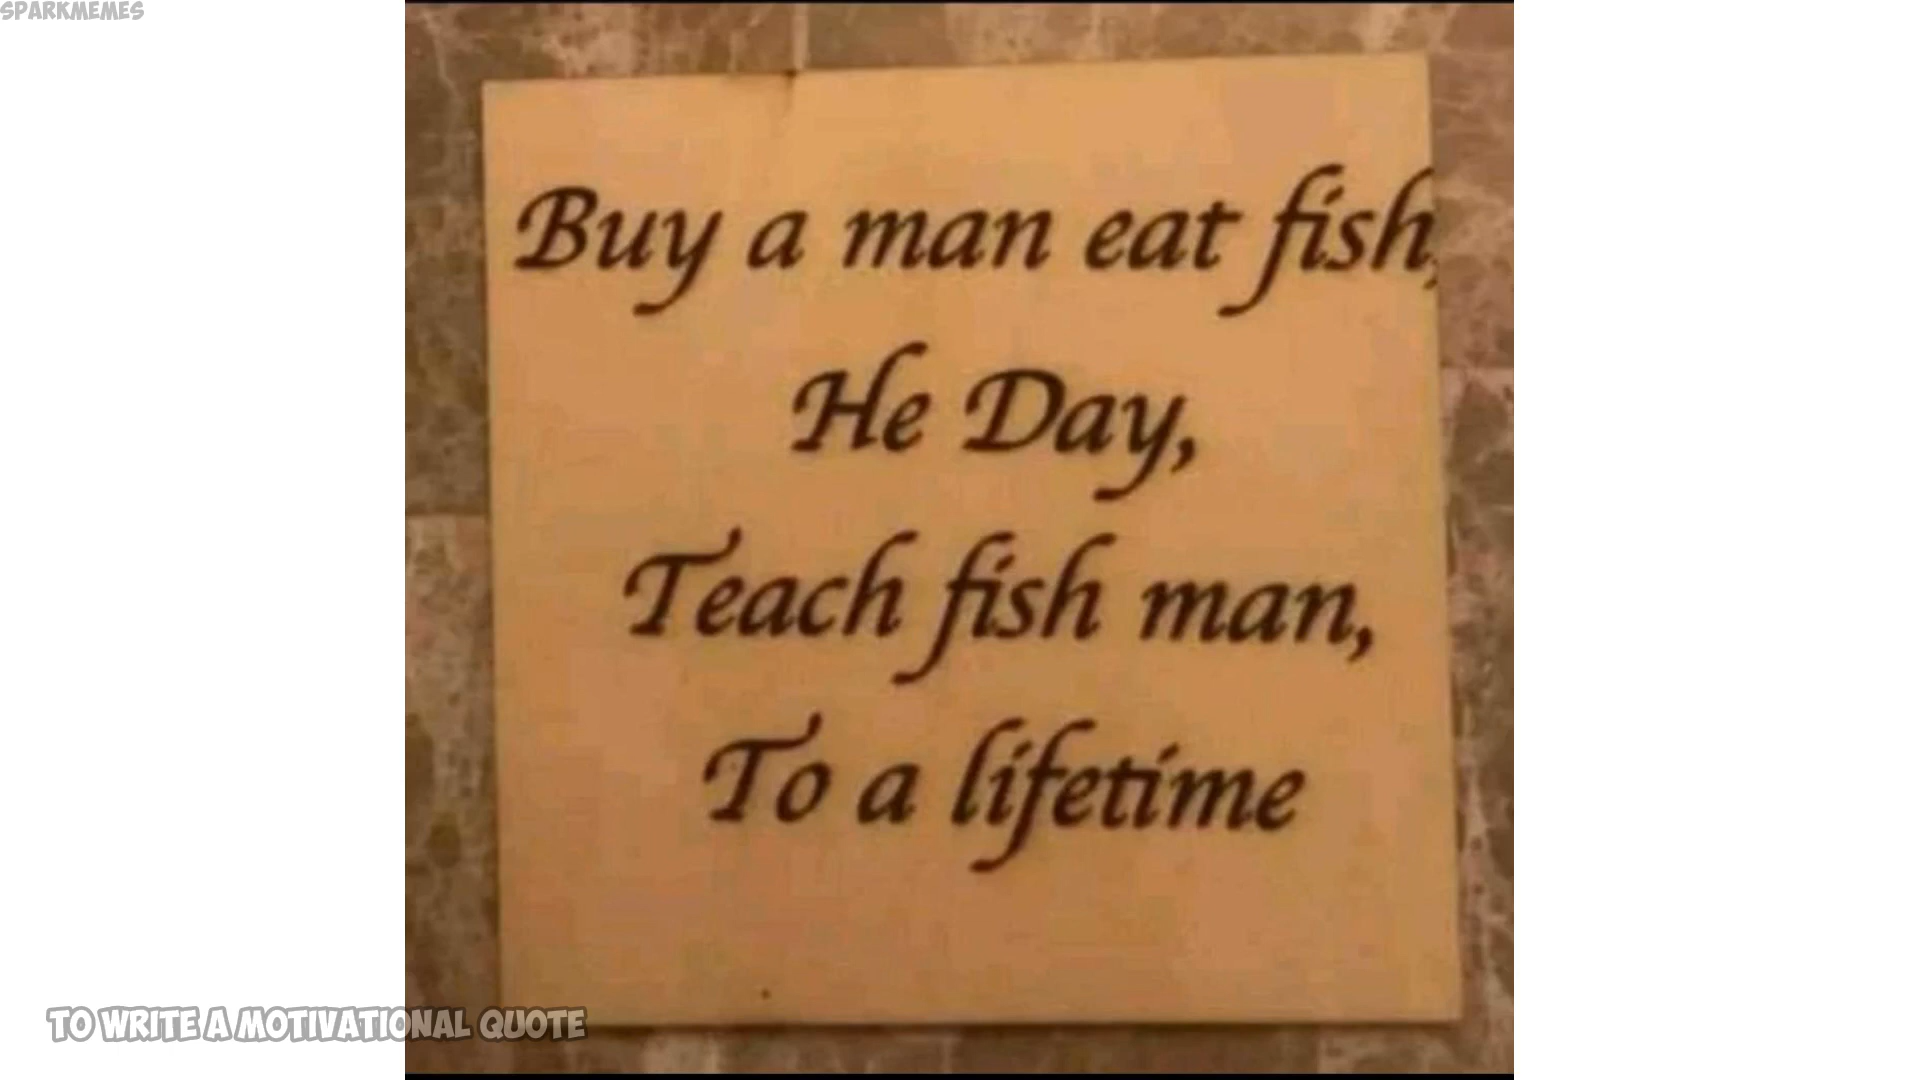 SPARKMEMES
Buy a man eat fish,
He Day,
Teach fish man,
To a lifetime
TO WRITE A MOTIVATIONAL QUOTE